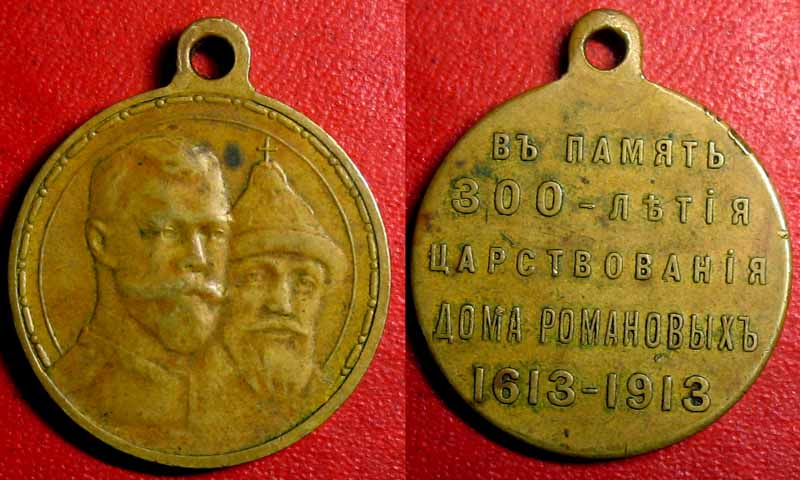 ВЪ ПАМЯТЬ
300-ЛѢТІЯ
ЦАРСТВОВАНІЯ
ДОМА РОМАНОВЫХЪ
1613-1913